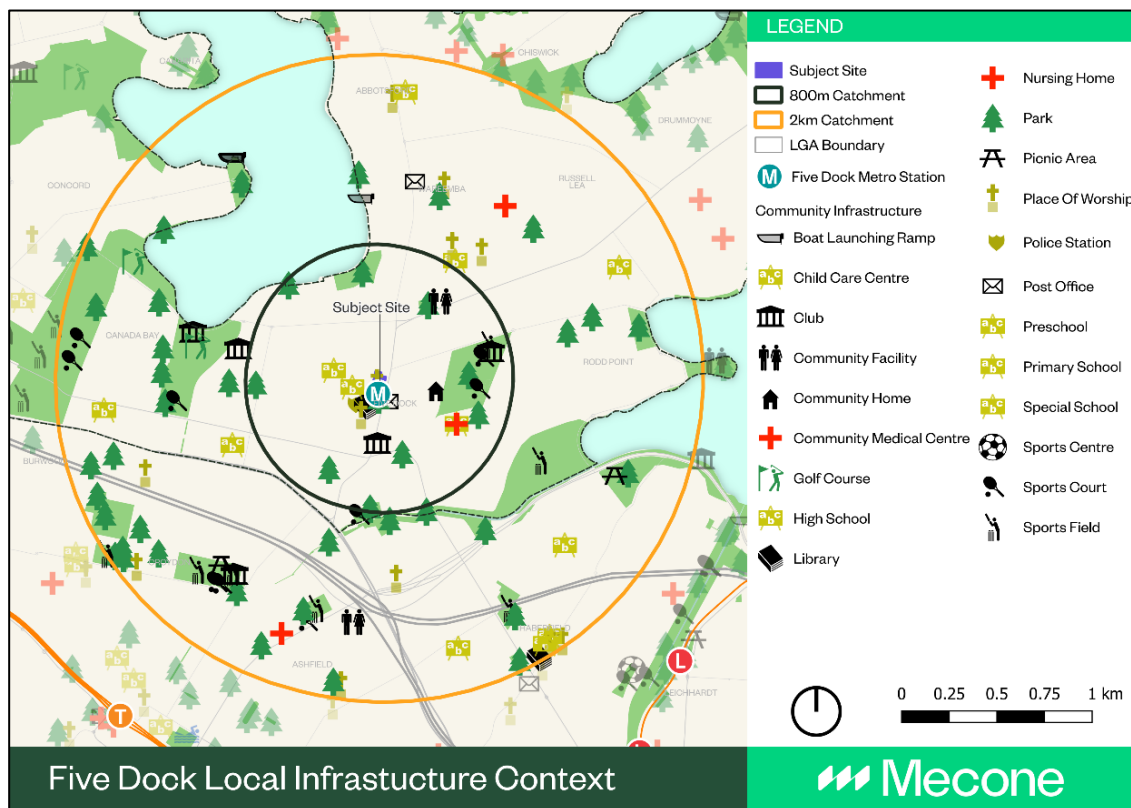 LEGEND
Subject Site
800m Catchment
2km Catchment
LGA Boundary
M
Five Dock Metro Station
Community Infrastructure
Boat Launching Ramp
Child Care Centre
Club
Community Facility
Community Home
Community Medical Centre
Golf Course
High School
Library
Nursing Home
Park
Picnic Area
Place Of Worship
Police Station
Post Office
Preschool
Primary School
Special School
Sports Centre
Sports Court
Sports Field
0 0.25 0.5 0.75 1 km
CHISWICK
DRUMMOYNE
CONCORD
WAREEMBA
RUSSELL
LEA
Subject Site
CANADA BAY
RODD POINT
M
ASHFIELD
L
T
Five Dock Local Infrastucture Context
Mecone